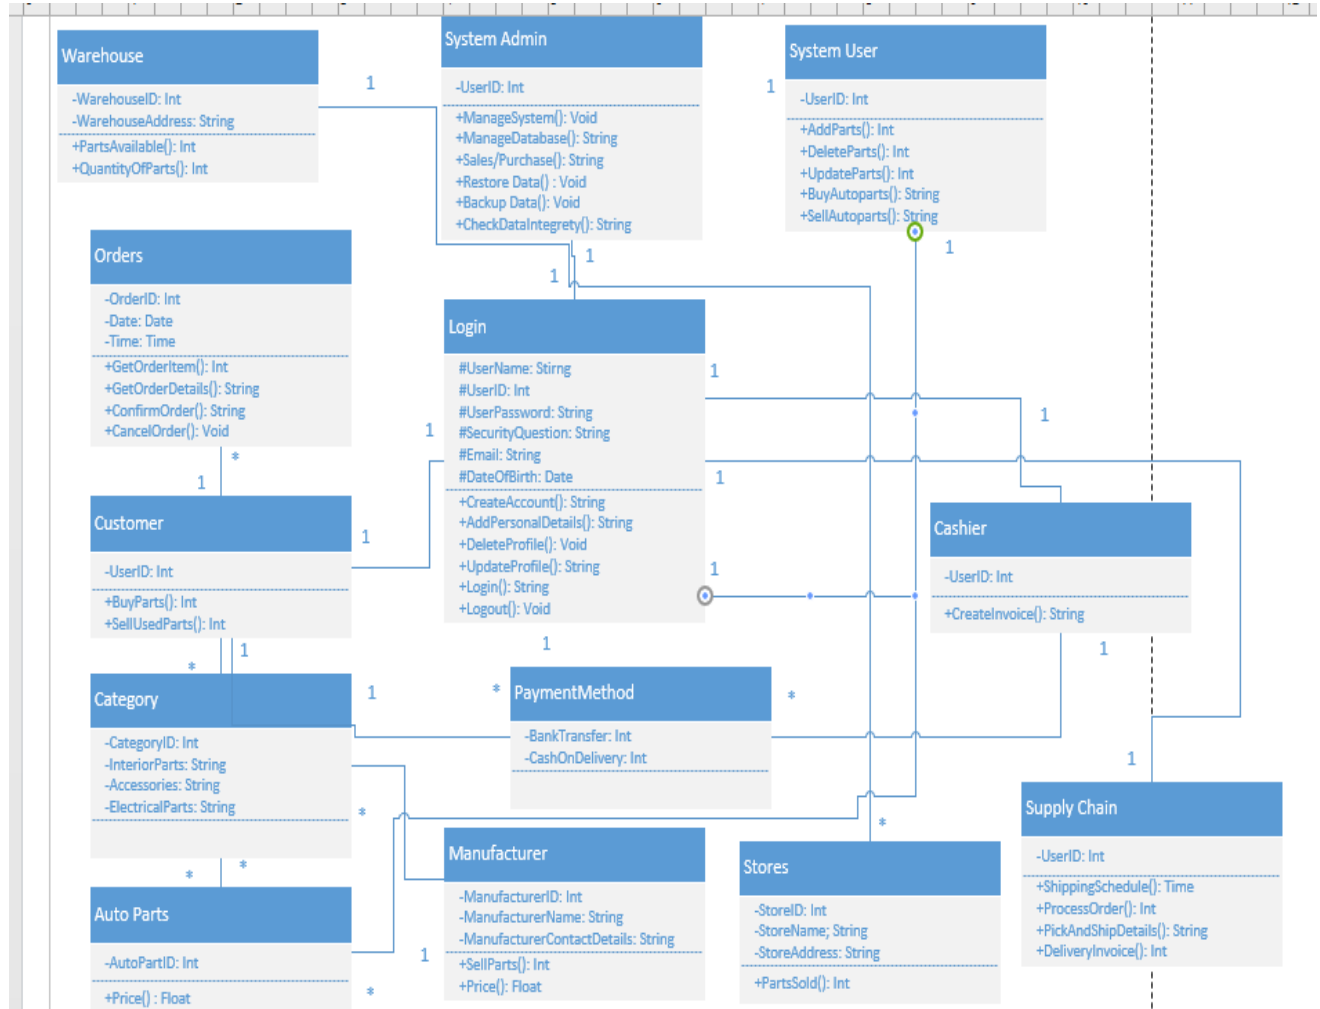 Warehouse
-WarehouseID: Int
-WarehouseAddress: String
+PartsAvailable(): Int
+QuantityOfParts(): Int
1
System Admin
-UserID: Int
+ManageSystem(): Void
+ManageDatabase(): String
+Sales/Purchase(): String
+Restore Data() : Void
+Backup Data(): Void
+CheckDataIntegrety(): String
1
1
1
System User
-UserID: Int
+AddParts(): Int
+DeleteParts(): Int
+UpdateParts(): Int
+BuyAutoparts(): String
+SellAutoparts(): String
1
Orders
-OrderID: Int
-Date: Date
-Time: Time
+GetOrderItem(): Int
+GetOrderDetails(): String
+ConfirmOrder(): String
+CancelOrder(): Void
*
1
Login
#UserName: Stirng
#UserID: Int
#UserPassword: String
#SecurityQuestion: String
#Email: String
#DateOfBirth: Date
+CreateAccount(): String
+AddPersonalDetails(): String
+DeleteProfile(): Void
+UpdateProfile(): String
+Login(): String
+Logout(): Void
1
1
1
1
1
1
Customer
-UserID: Int
+BuyParts(): Int
+SellUsedParts(): Int
1
1
*
Cashier
-UserID: Int
+CreateInvoice(): String
1
Category
-CategoryID: Int
-InteriorParts: String
-Accessories: String
-ElectricalParts: String
1
*
*
*
PaymentMethod
-BankTransfer: Int
-CashOnDelivery: Int
*
*
Auto Parts
-AutoPartID: Int
+Price() : Float
1
*
Manufacturer
-ManufacturerID: Int
-ManufacturerName: String
-ManufacturerContactDetails: String
+SellParts(): Int
+Price(): Float
Stores
-StoreID: Int
-StoreName; String
-StoreAddress: String
+PartsSold(): Int
*
1
Supply Chain
-UserID: Int
+ShippingSchedule(): Time
+ProcessOrder(): Int
+PickAndShipDetails(): String
+DeliveryInvoice(): Int